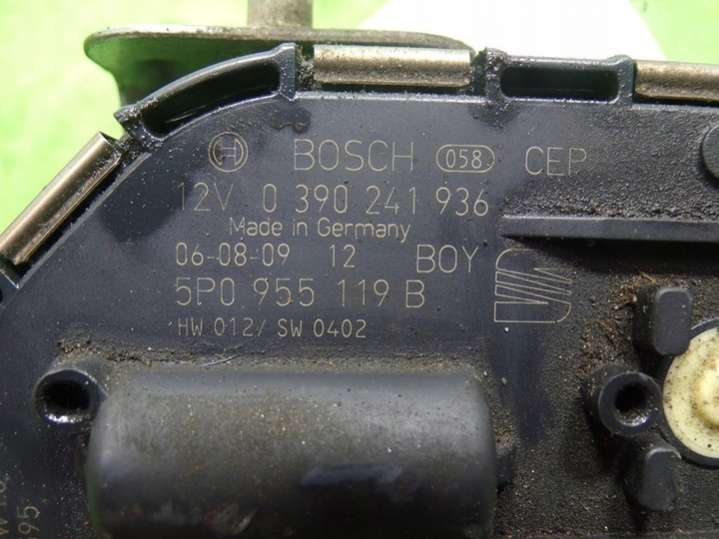 BOSCH 058 CEP
12V 0 390 241 936
Made in Germany
06-08-09 12 BOY
5P0 955 119 B
HW 012/ SW 0402
95